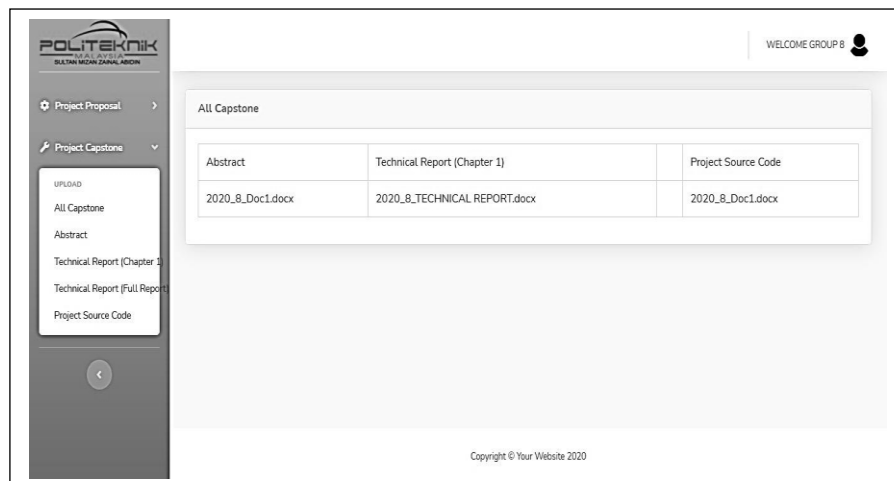 POLITEKNIK
MALAYSIA
SULTAN MIZAN ZAINAL ABIDIN
WELCOME GROUP 8
Project Proposal
Project Capstone
UPLOAD
All Capstone
Abstract
Technical Report (Chapter 1)
Technical Report (Full Report)
Project Source Code
All Capstone
Abstract Technical Report (Chapter 1) Project Source Code
2020_8_Doc1.docx 2020_8_TECHNICAL REPORT.docx 2020_8_Doc1.docx
Copyright © Your Website 2020